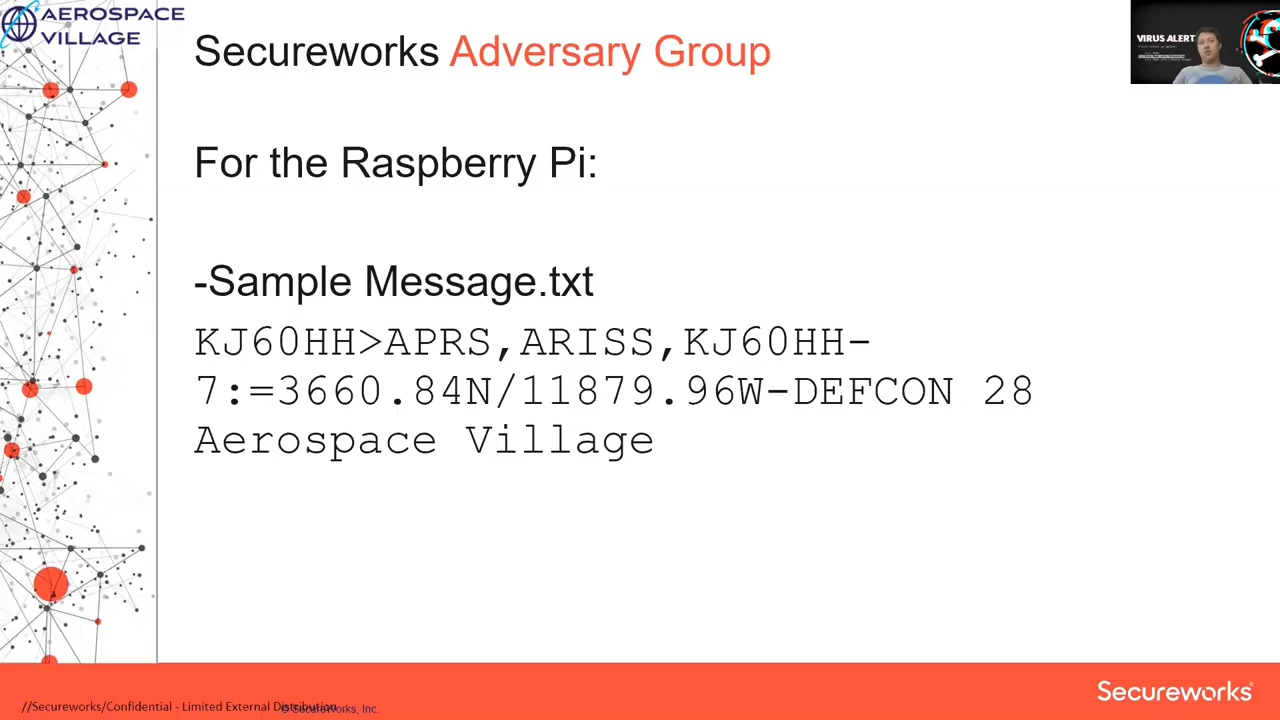 AEROSPACE
VILLAGE
Secureworks Adversary Group
VIRUS ALERT
For the Raspberry Pi:
-Sample Message.txt
KJ60HH>APRS,ARISS,KJ60HH-
7:=3660.84N/11879.96W-DEFCON 28
Aerospace Village
Secureworks
//Secureworks/Confidential - Limited External Distribution
© SecureWorks, Inc.